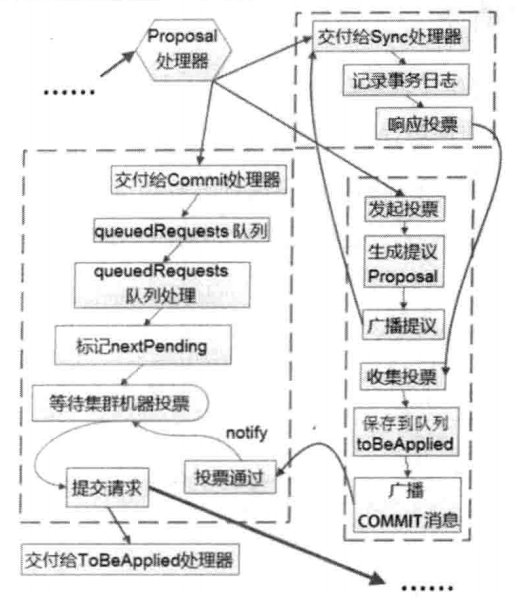 Proposal
处理器
……
交付给Sync处理器
记录事务日志
响应投票
交付给Commit处理器
queuedRequests 队列
queuedRequests
队列处理
标记nextPending
等待集群机器投票
notify
投票通过
提交请求
交付给ToBeApplied处理器
发起投票
生成提议
Proposal
广播提议
收集投票
保存到队列
toBeApplied
广播
COMMIT 消息
……